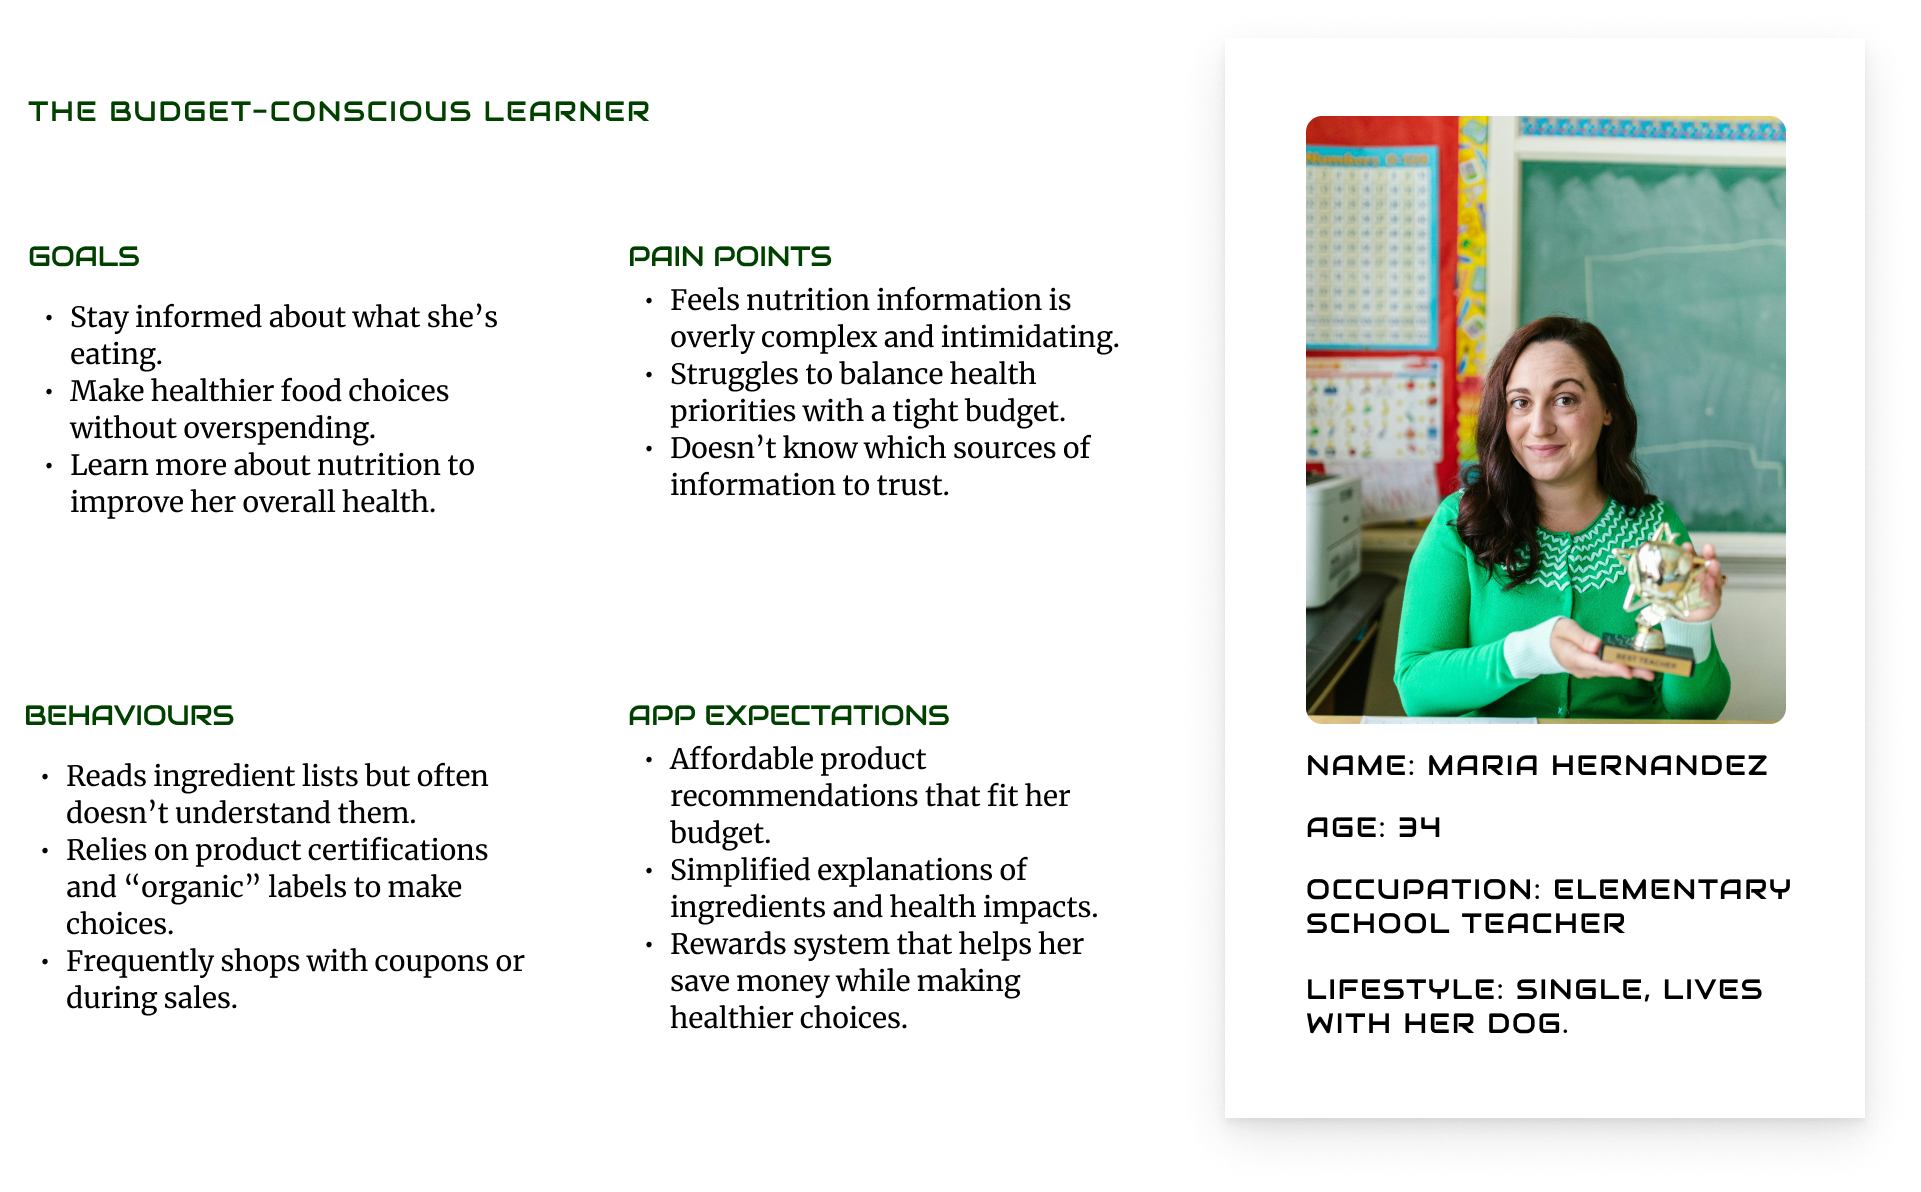 THE BUDGET-CONSCIOUS LEARNER
GOALS
• Stay informed about what she’s
eating.
• Make healthier food choices
without overspending.
• Learn more about nutrition to
improve her overall health.
PAIN POINTS
• Feels nutrition information is
overly complex and intimidating.
• Struggles to balance health
priorities with a tight budget.
• Doesn’t know which sources of
information to trust.
BEHAVIOURS
• Reads ingredient lists but often
doesn’t understand them.
• Relies on product certifications
and “organic” labels to make
choices.
• Frequently shops with coupons or
during sales.
APP EXPECTATIONS
• Affordable product
recommendations that fit her
budget.
• Simplified explanations of
ingredients and health impacts.
• Rewards system that helps her
save money while making
healthier choices.
Numbers
BEST TEACHER
NAME: MARIA HERNANDEZ
AGE: 34
OCCUPATION: ELEMENTARY
SCHOOL TEACHER
LIFESTYLE: SINGLE, LIVES
WITH HER DOG.